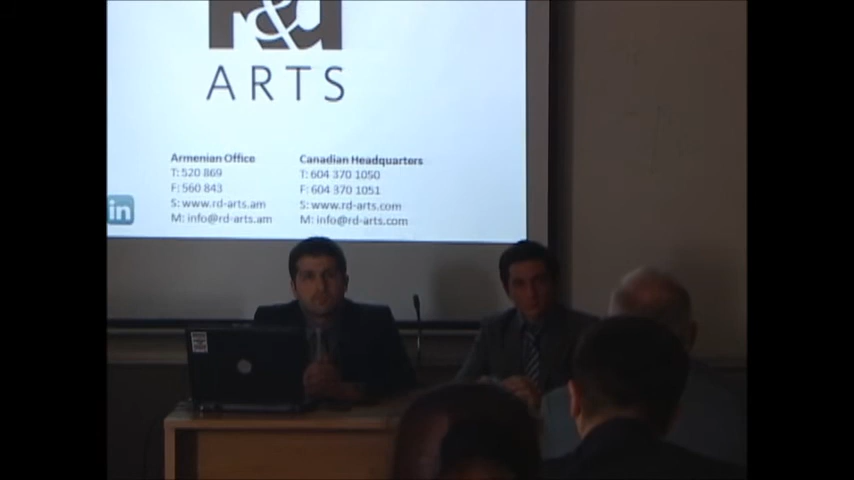 r&d
ARTS
Armenian Office
T: 520 869
F: 560 843
S: www.rd-arts.am
M: info@rd-arts.am
Canadian Headquarters
T: 604 370 1050
F: 604 370 1051
S: www.rd-arts.com
M: info@rd-arts.com
in